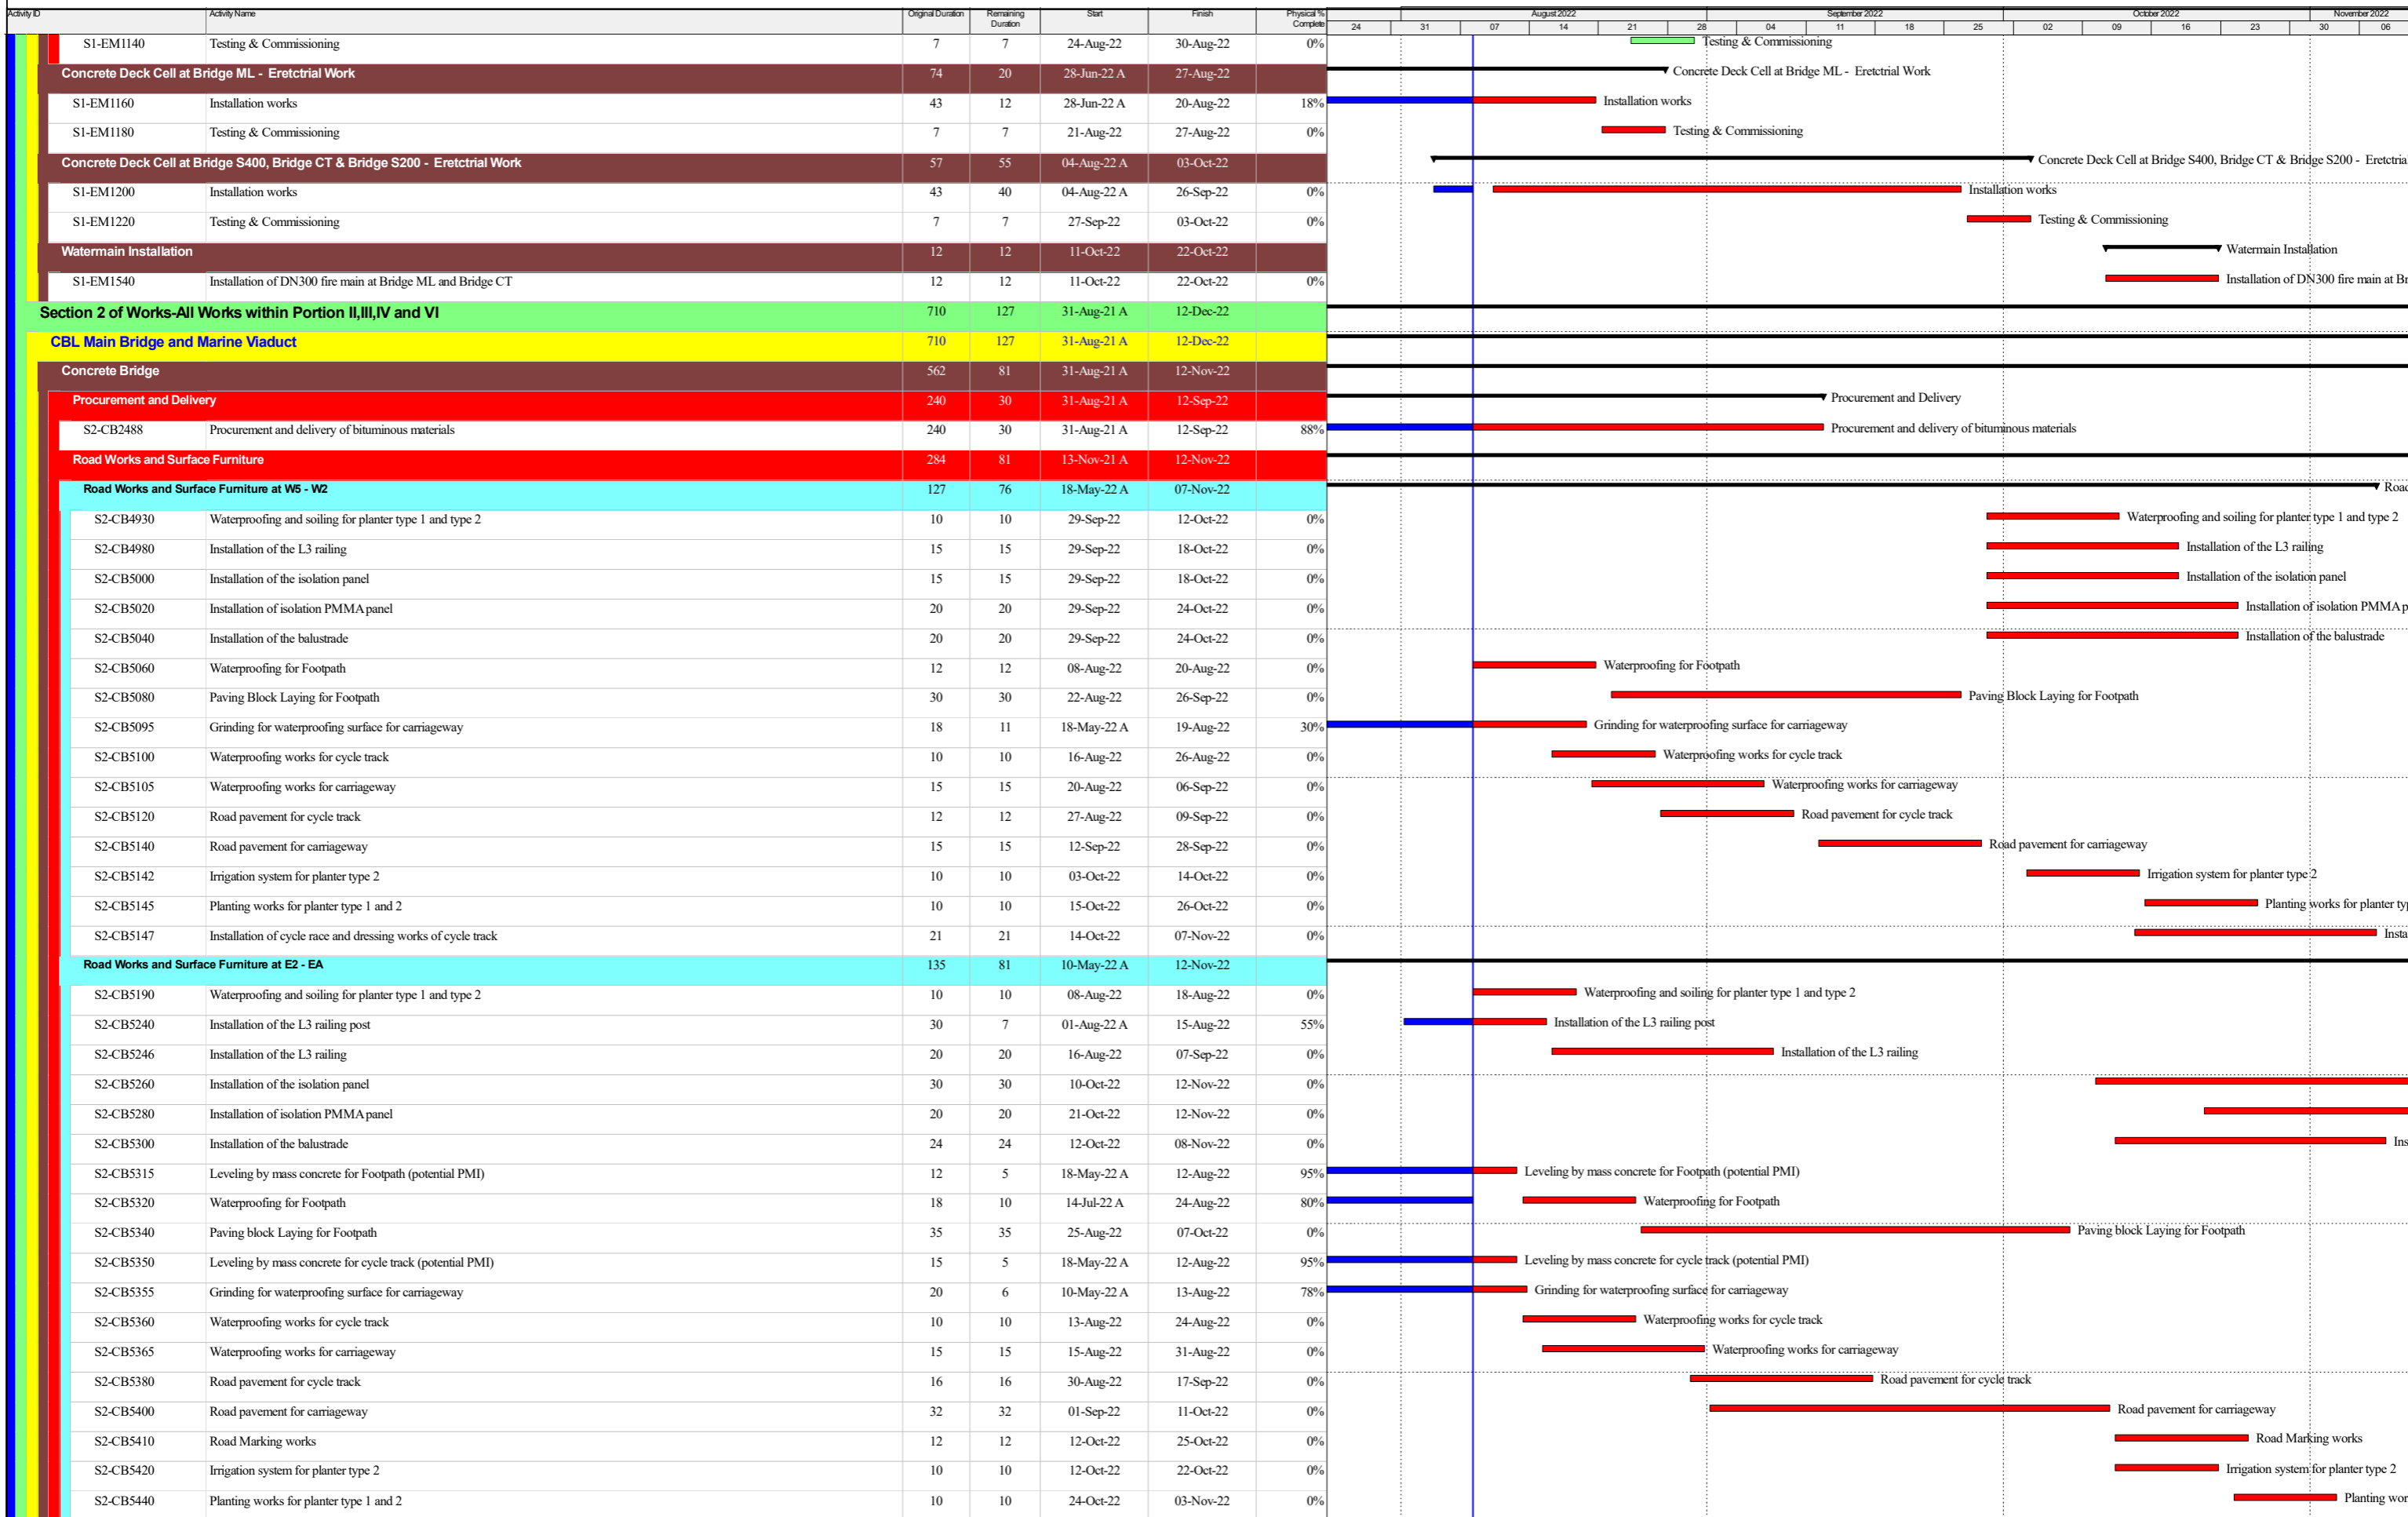 Activity ID Activity Name Original Duration Remaining Duration Start Finish Physical % Complete August 2022 September 2022 October 2022 November 2022
24 31 07 14 21 28 04 11 18 25 02 09 16 23 30 06
S1-EM1140 Testing & Commissioning 7 7 24-Aug-22 30-Aug-22 0% Testing & Commissioning
Concrete Deck Cell at Bridge ML - Eretctrial Work 74 20 28-Jun-22 A 27-Aug-22 Concrete Deck Cell at Bridge ML - Eretctrial Work
S1-EM1160 Installation works 43 12 28-Jun-22 A 20-Aug-22 18% Installation works
S1-EM1180 Testing & Commissioning 7 7 21-Aug-22 27-Aug-22 0% Testing & Commissioning
Concrete Deck Cell at Bridge S400, Bridge CT & Bridge S200 - Eretctrial Work 57 55 04-Aug-22 A 03-Oct-22 Concrete Deck Cell at Bridge S400, Bridge CT & Bridge S200 - Eretctria
S1-EM1200 Installation works 43 40 04-Aug-22 A 26-Sep-22 0% Installation works
S1-EM1220 Testing & Commissioning 7 7 27-Sep-22 03-Oct-22 0% Testing & Commissioning
Watermain Installation 12 12 11-Oct-22 22-Oct-22 Watermain Installation
S1-EM1540 Installation of DN300 fire main at Bridge ML and Bridge CT 12 12 11-Oct-22 22-Oct-22 0% Installation of DN300 fire main at Br
Section 2 of Works-All Works within Portion II,III,IV and VI 710 127 31-Aug-21 A 12-Dec-22
CBL Main Bridge and Marine Viaduct 710 127 31-Aug-21 A 12-Dec-22
Concrete Bridge 562 81 31-Aug-21 A 12-Nov-22
Procurement and Delivery 240 30 31-Aug-21 A 12-Sep-22 Procurement and Delivery
S2-CB2488 Procurement and delivery of bituminous materials 240 30 31-Aug-21 A 12-Sep-22 88% Procurement and delivery of bituminous materials
Road Works and Surface Furniture 284 81 13-Nov-21 A 12-Nov-22
Road Works and Surface Furniture at W5 - W2 127 76 18-May-22 A 07-Nov-22 Road
S2-CB4930 Waterproofing and soiling for planter type 1 and type 2 10 10 29-Sep-22 12-Oct-22 0% Waterproofing and soiling for planter type 1 and type 2
S2-CB4980 Installation of the L3 railing 15 15 29-Sep-22 18-Oct-22 0% Installation of the L3 railing
S2-CB5000 Installation of the isolation panel 15 15 29-Sep-22 18-Oct-22 0% Installation of the isolation panel
S2-CB5020 Installation of isolation PMMA panel 20 20 29-Sep-22 24-Oct-22 0% Installation of isolation PMMA p
S2-CB5040 Installation of the balustrade 20 20 29-Sep-22 24-Oct-22 0% Installation of the balustrade
S2-CB5060 Waterproofing for Footpath 12 12 08-Aug-22 20-Aug-22 0% Waterproofing for Footpath
S2-CB5080 Paving Block Laying for Footpath 30 30 22-Aug-22 26-Sep-22 0% Paving Block Laying for Footpath
S2-CB5095 Grinding for waterproofing surface for carriageway 18 11 18-May-22 A 19-Aug-22 30% Grinding for waterproofing surface for carriageway
S2-CB5100 Waterproofing works for cycle track 10 10 16-Aug-22 26-Aug-22 0% Waterproofing works for cycle track
S2-CB5105 Waterproofing works for carriageway 15 15 20-Aug-22 06-Sep-22 0% Waterproofing works for carriageway
S2-CB5120 Road pavement for cycle track 12 12 27-Aug-22 09-Sep-22 0% Road pavement for cycle track
S2-CB5140 Road pavement for carriageway 15 15 12-Sep-22 28-Sep-22 0% Road pavement for carriageway
S2-CB5142 Irrigation system for planter type 2 10 10 03-Oct-22 14-Oct-22 0% Irrigation system for planter type 2
S2-CB5145 Planting works for planter type 1 and 2 10 10 15-Oct-22 26-Oct-22 0% Planting works for planter typ
S2-CB5147 Installation of cycle race and dressing works of cycle track 21 21 14-Oct-22 07-Nov-22 0% Insta
Road Works and Surface Furniture at E2 - EA 135 81 10-May-22 A 12-Nov-22
S2-CB5190 Waterproofing and soiling for planter type 1 and type 2 10 10 08-Aug-22 18-Aug-22 0% Waterproofing and soiling for planter type 1 and type 2
S2-CB5240 Installation of the L3 railing post 30 7 01-Aug-22 A 15-Aug-22 55% Installation of the L3 railing post
S2-CB5246 Installation of the L3 railing 20 20 16-Aug-22 07-Sep-22 0% Installation of the L3 railing
S2-CB5260 Installation of the isolation panel 30 30 10-Oct-22 12-Nov-22 0%
S2-CB5280 Installation of isolation PMMA panel 20 20 21-Oct-22 12-Nov-22 0%
S2-CB5300 Installation of the balustrade 24 24 12-Oct-22 08-Nov-22 0% Ins
S2-CB5315 Leveling by mass concrete for Footpath (potential PMI) 12 5 18-May-22 A 12-Aug-22 95% Leveling by mass concrete for Footpath (potential PMI)
S2-CB5320 Waterproofing for Footpath 18 10 14-Jul-22 A 24-Aug-22 80% Waterproofing for Footpath
S2-CB5340 Paving block Laying for Footpath 35 35 25-Aug-22 07-Oct-22 0% Paving block Laying for Footpath
S2-CB5350 Leveling by mass concrete for cycle track (potential PMI) 15 5 18-May-22 A 12-Aug-22 95% Leveling by mass concrete for cycle track (potential PMI)
S2-CB5355 Grinding for waterproofing surface for carriageway 20 6 10-May-22 A 13-Aug-22 78% Grinding for waterproofing surface for carriageway
S2-CB5360 Waterproofing works for cycle track 10 10 13-Aug-22 24-Aug-22 0% Waterproofing works for cycle track
S2-CB5365 Waterproofing works for carriageway 15 15 15-Aug-22 31-Aug-22 0% Waterproofing works for carriageway
S2-CB5380 Road pavement for cycle track 16 16 30-Aug-22 17-Sep-22 0% Road pavement for cycle track
S2-CB5400 Road pavement for carriageway 32 32 01-Sep-22 11-Oct-22 0% Road pavement for carriageway
S2-CB5410 Road Marking works 12 12 12-Oct-22 25-Oct-22 0% Road Marking works
S2-CB5420 Irrigation system for planter type 2 10 10 12-Oct-22 22-Oct-22 0% Irrigation system for planter type 2
S2-CB5440 Planting works for planter type 1 and 2 10 10 24-Oct-22 03-Nov-22 0% Planting wor